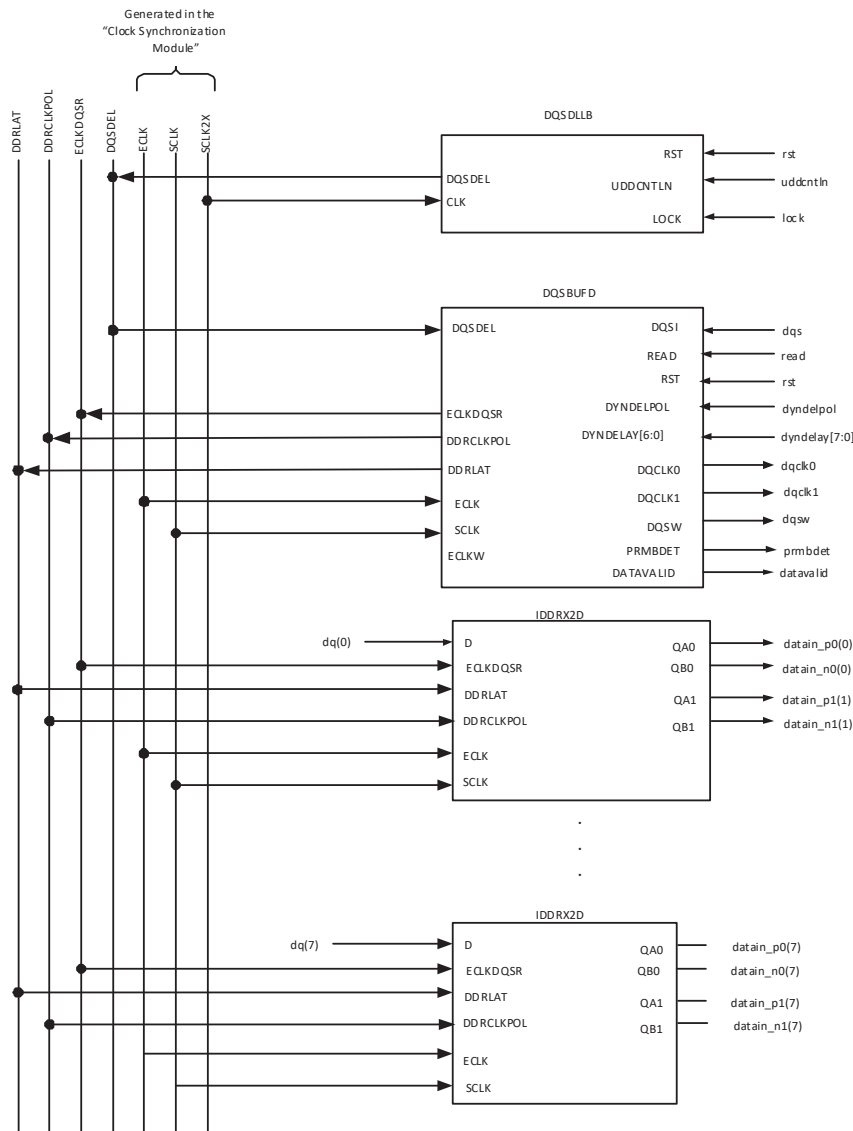 Generated in the
“Clock Synchronization
Module”
DDRLAT
DDRCLKPOL
ECLKDQSR
DQSDEL
ECLK
SCLK
SCLK2X
DQSDLLB
RST
rst
DQSDEL
UDDCNTLN
uddcntln
CLK
LOCK
lock
DQSBUFD
DQSDEL
DQSI
dqs
READ
read
RST
rst
DYNDELPOL
dyndelpol
ECLKDQSR
DDRCLKPOL
DYNDELAY[6:0]
dyndelay[7:0]
DDRLAT
DQCLK0
dqclk0
ECLK
DQCLK1
dqclk1
SCLK
DQSW
dqsw
ECLKW
PRMBDET
prmbdet
DATAVALID
datavalid
IDDRX2D
dq(0)
D
QA0
datain_p0(0)
ECLKDQSR
QB0
datain_n0(0)
DDRLAT
QA1
datain_p1(1)
DDRCLKPOL
QB1
datain_n1(1)
ECLK
SCLK
.
.
.
IDDRX2D
dq(7)
D
QA0
datain_p0(7)
ECLKDQSR
QB0
datain_n0(7)
DDRLAT
QA1
datain_p1(7)
DDRCLKPOL
QB1
datain_n1(7)
ECLK
SCLK